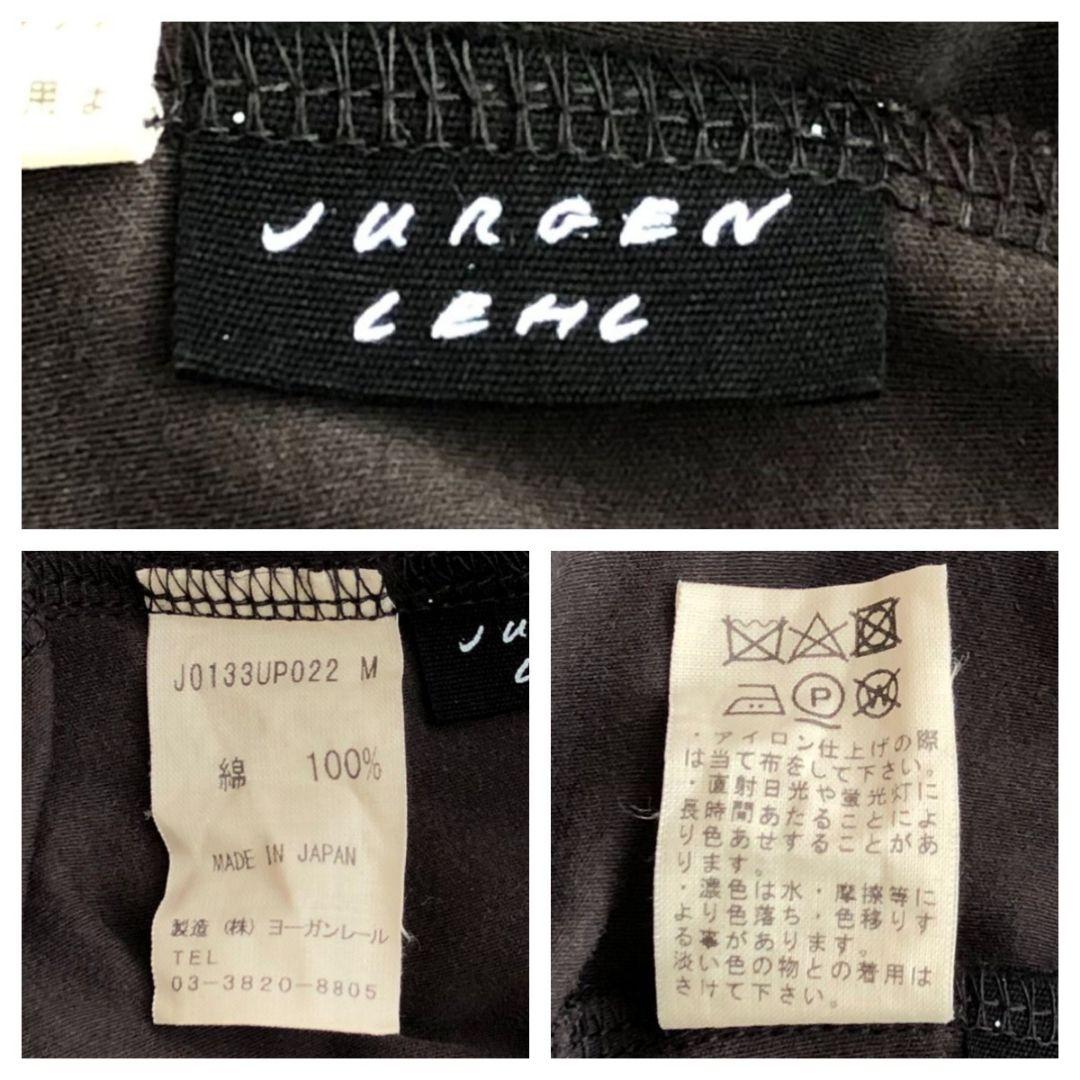 用よ
JURGEN
LEHL
J0133UP022 M
綿 100%
MADE IN JAPAN
製造 (株) ヨーガンレール
TEL
03-3820-8805
JU
L
P
W
・アイロン仕上げの際
は当て布をして下さい。
・直射日光や蛍光灯に
長時間あたることによ
り色あせすることがあ
ります。
・濃色は水・摩擦等に
より色落ち・色移りす
る事があります。
淡い色の物との着用は
さけて下さい。